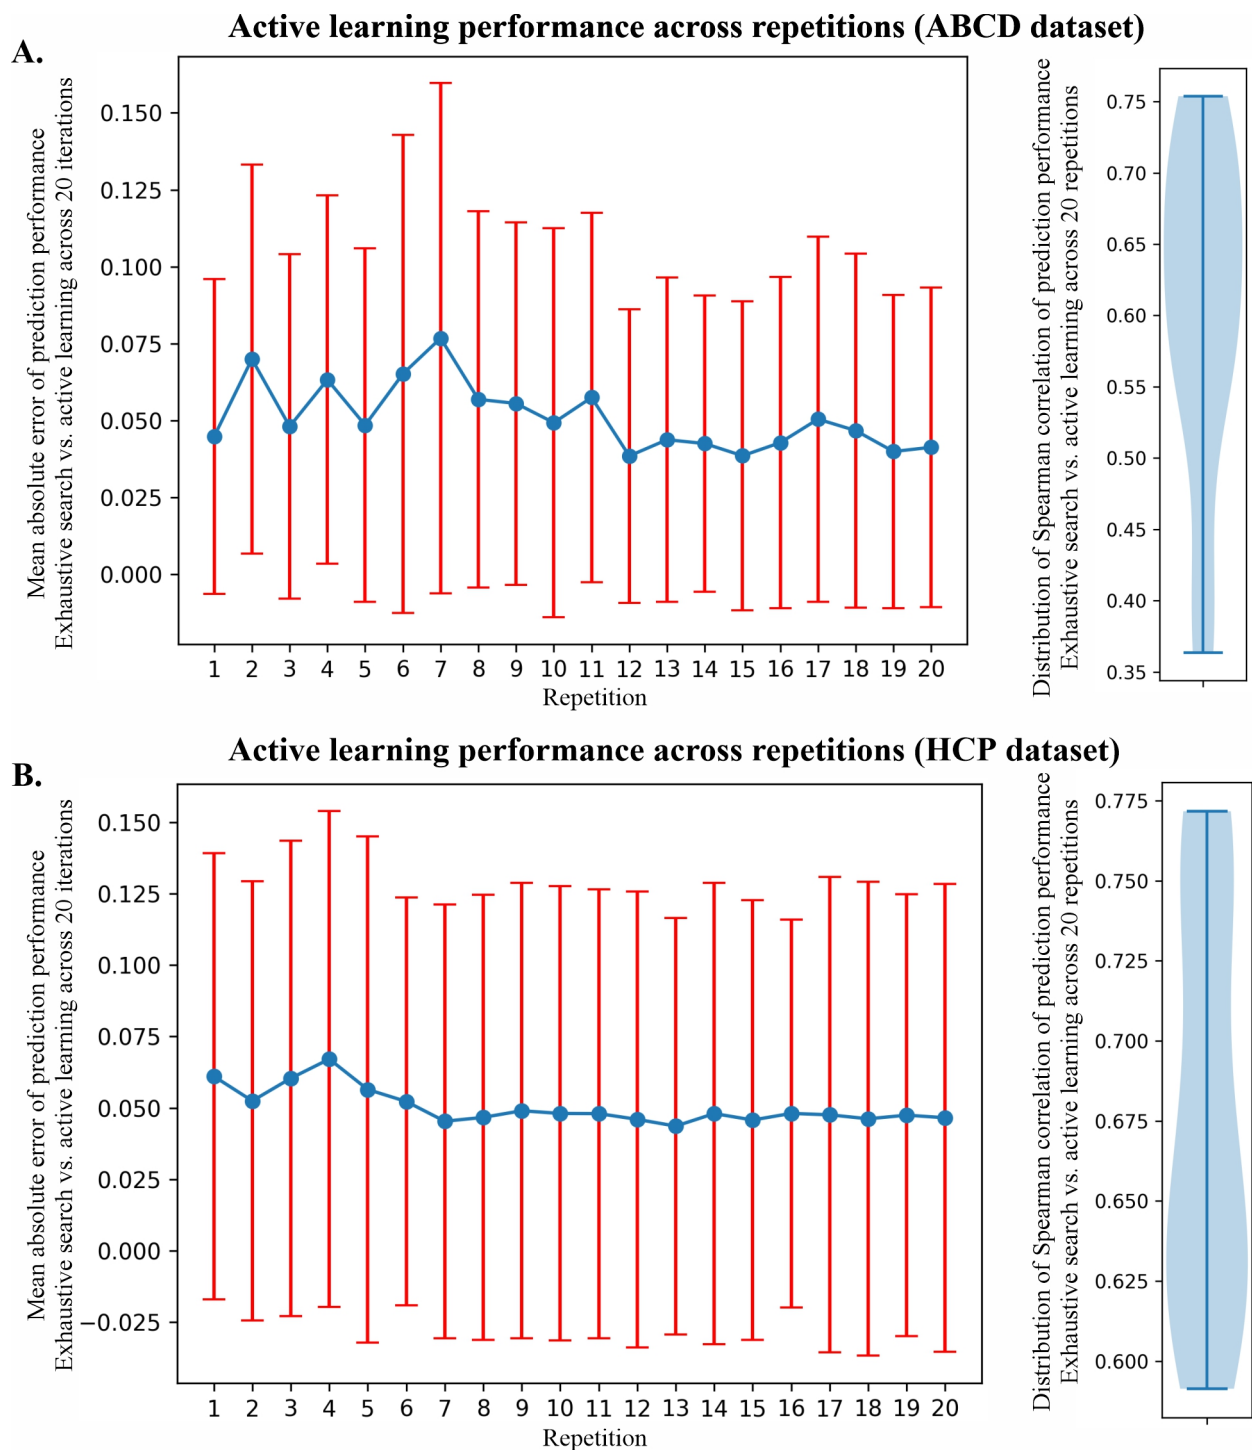 Active learning performance across repetitions (ABCD dataset)
A.
Mean absolute error of prediction performance
Exhaustive search vs. active learning across 20 iterations
0.150
0.125
0.100
0.075
0.050
0.025
0.000
1 2 3 4 5 6 7 8 9 10 11 12 13 14 15 16 17 18 19 20
Repetition
Distribution of Spearman correlation of prediction performance
Exhaustive search vs. active learning across 20 repetitions
0.75
0.70
0.65
0.60
0.55
0.50
0.45
0.40
0.35
Active learning performance across repetitions (HCP dataset)
B.
Mean absolute error of prediction performance
Exhaustive search vs. active learning across 20 iterations
0.150
0.125
0.100
0.075
0.050
0.025
0.000
−0.025
1 2 3 4 5 6 7 8 9 10 11 12 13 14 15 16 17 18 19 20
Repetition
Distribution of Spearman correlation of prediction performance
Exhaustive search vs. active learning across 20 repetitions
0.775
0.750
0.725
0.700
0.675
0.650
0.625
0.600